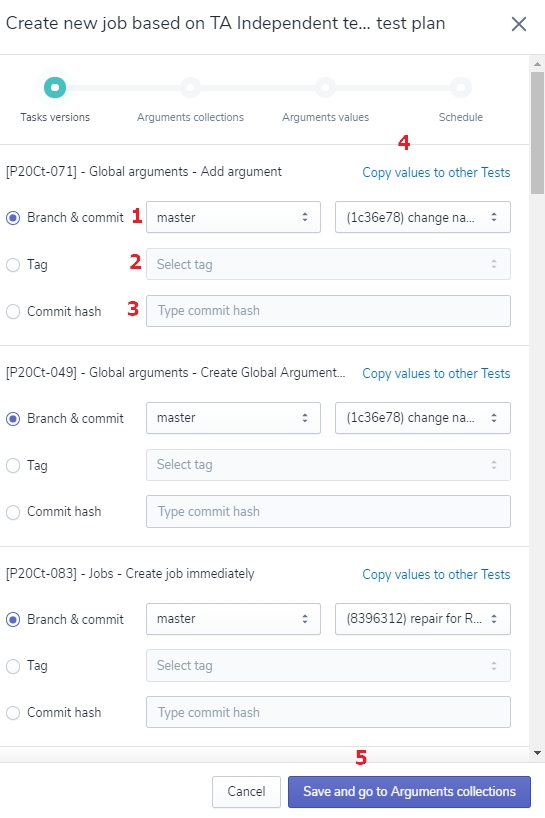 Create new job based on TA Independent te... test plan
Tasks versions Arguments collections Arguments values Schedule
4
[P20Ct-071] - Global arguments - Add argument Copy values to other Tests
Branch & commit 1 master (1c36e78) change na...
Tag 2 Select tag
Commit hash 3 Type commit hash
[P20Ct-049] - Global arguments - Create Global Argument... Copy values to other Tests
Branch & commit master (1c36e78) change na...
Tag Select tag
Commit hash Type commit hash
[P20Ct-083] - Jobs - Create job immediately Copy values to other Tests
Branch & commit master (8396312) repair for R...
Tag Select tag
Commit hash Type commit hash
5
Cancel Save and go to Arguments collections